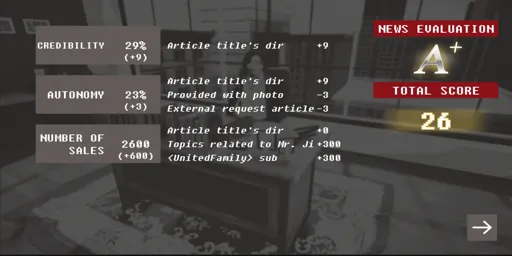 NEWS EVALUATION
A+
TOTAL SCORE
26
CREDIBILITY 29% (+9)
Article title's dir +9
AUTONOMY 23% (+3)
Article title's dir +9
Provided with photo -3
External request article -3
NUMBER OF SALES 2600 (+600)
Article title's dir +0
Topics related to Mr. Ji +300
<UnitedFamily> sub +300